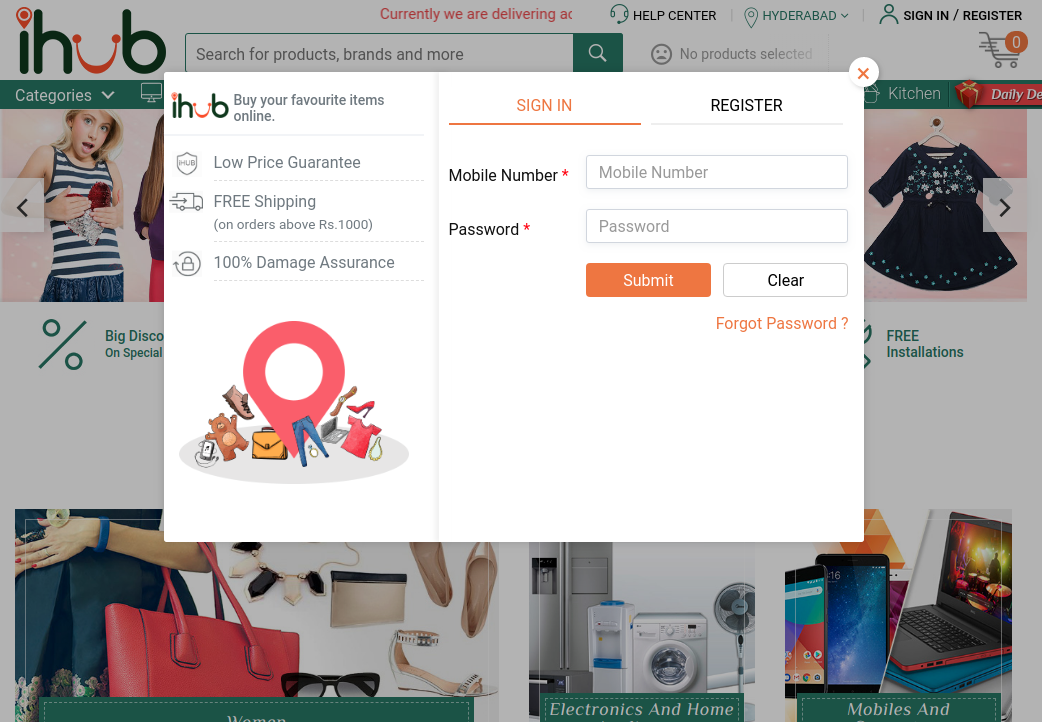 Currently we are delivering
HELP CENTER
HYDERABAD
SIGN IN / REGISTER
ihub
Search for products, brands and more
No products selected
0
Categories
Kitchen
Daily
ihub
Buy your favourite items
online.
SIGN IN
REGISTER
IHUB
Low Price Guarantee
Mobile Number *
Mobile Number
FREE Shipping
(on orders above Rs.1000)
Password *
Password
100% Damage Assurance
Submit
Clear
Forgot Password ?
Big
On Special
FREE
Installations
Women
Electronics And Home
Mobiles And